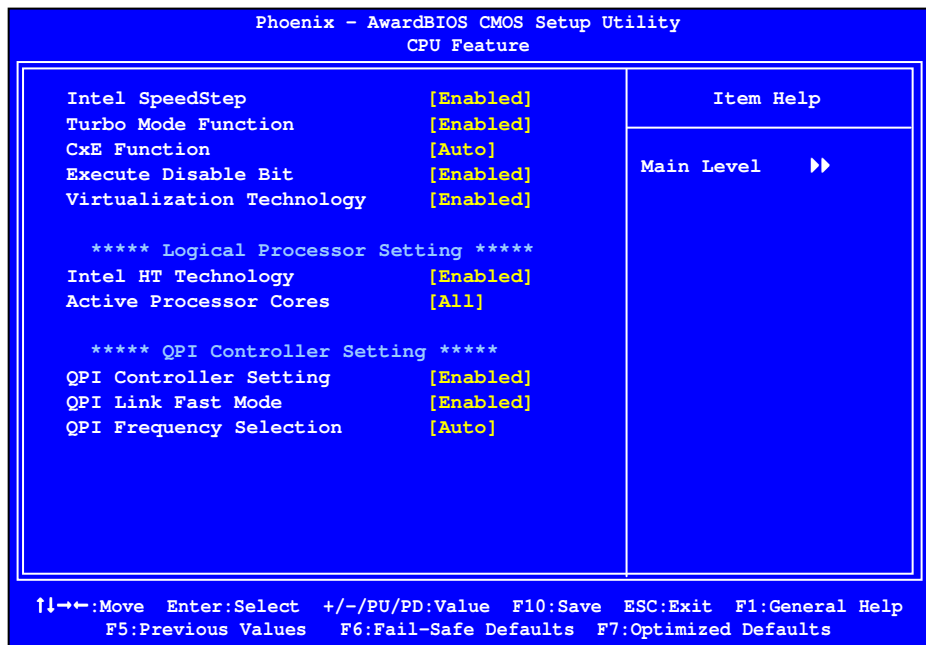 Phoenix - AwardBIOS CMOS Setup Utility
CPU Feature
Intel SpeedStep [Enabled]
Turbo Mode Function [Enabled]
CxE Function [Auto]
Execute Disable Bit [Enabled]
Virtualization Technology [Enabled]
***** Logical Processor Setting *****
Intel HT Technology [Enabled]
Active Processor Cores [All]
***** QPI Controller Setting *****
QPI Controller Setting [Enabled]
QPI Link Fast Mode [Enabled]
QPI Frequency Selection [Auto]
Item Help
Main Level ▶▶
↑↓→←:Move Enter:Select +/-/PU/PD:Value F10:Save ESC:Exit F1:General Help
F5:Previous Values F6:Fail-Safe Defaults F7:Optimized Defaults